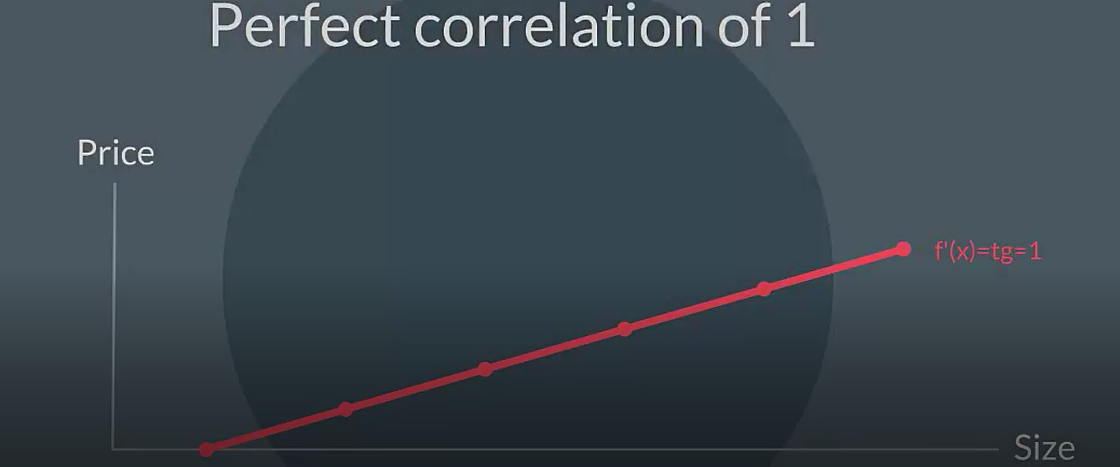 Perfect correlation of 1
Price
f'(x)=tg=1
Size